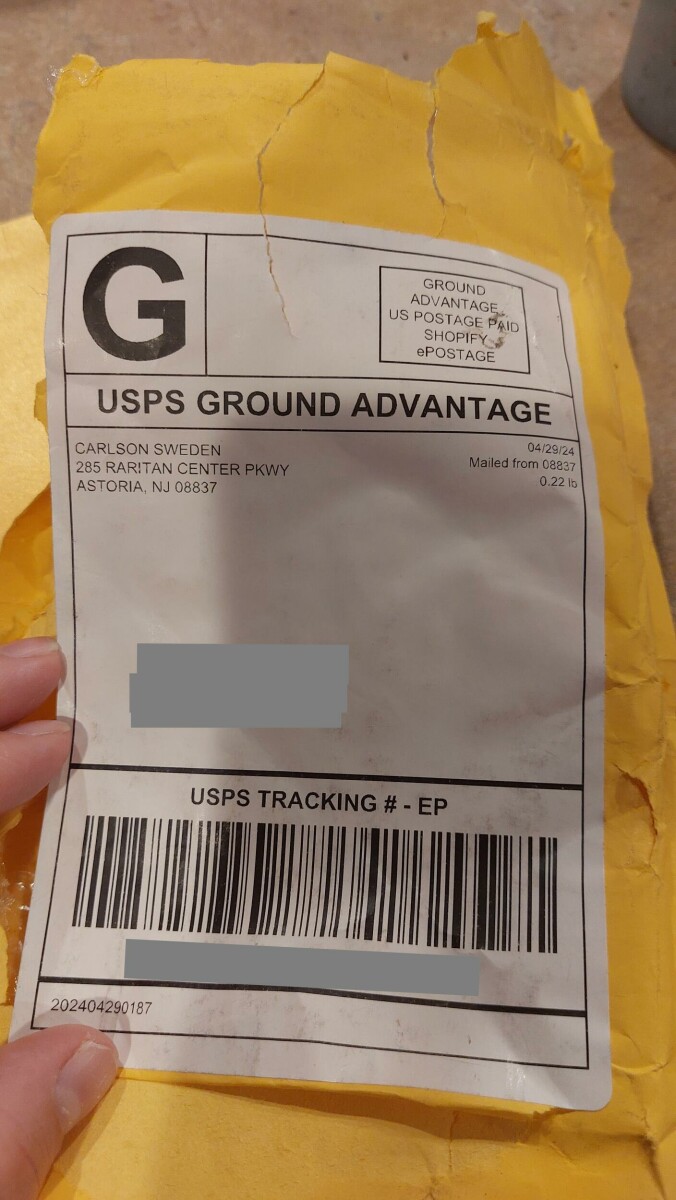 G
GROUND
ADVANTAGE
US POSTAGE PAID
SHOPIFY
ePOSTAGE
USPS GROUND ADVANTAGE
CARLSON SWEDEN
285 RARITAN CENTER PKWY
ASTORIA, NJ 08837
04/29/24
Mailed from 08837
0.22 lb
USPS TRACKING # - EP
202404290187